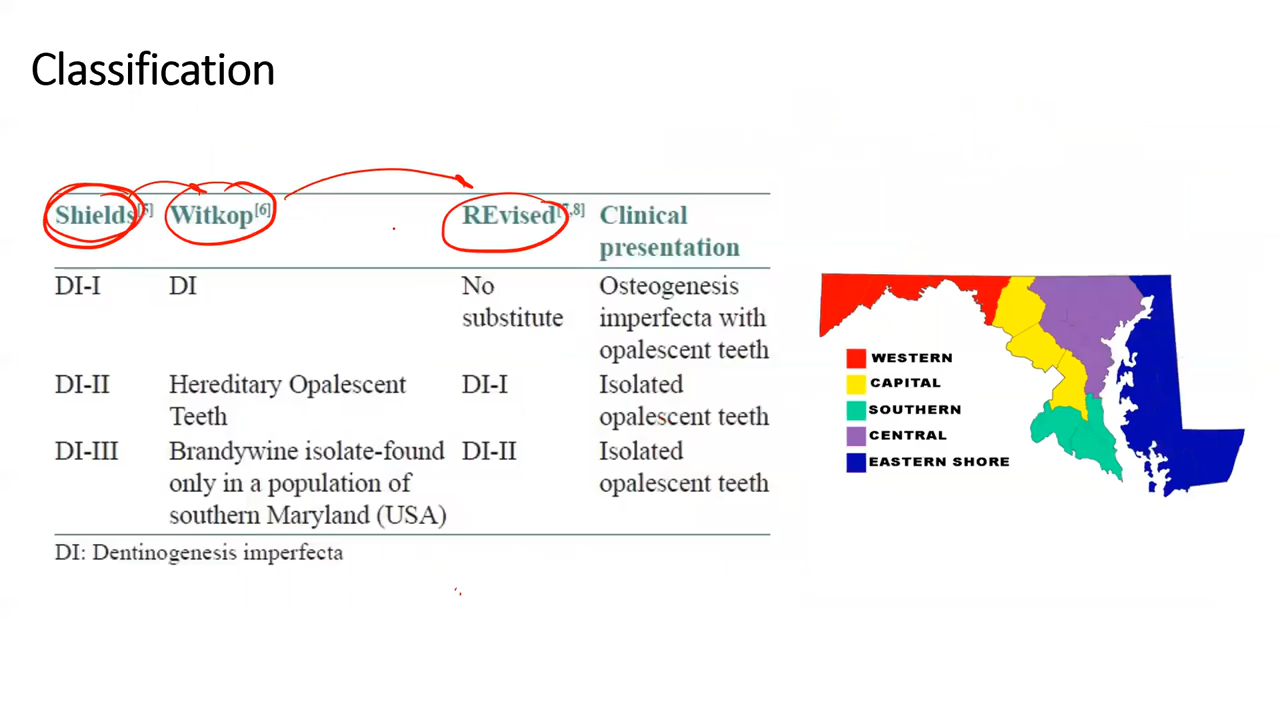 Classification
Shields[5] Witkop[6] REvised[7,8] Clinical
presentation
DI-I DI No Osteogenesis
substitute imperfecta with
opalescent teeth
DI-II Hereditary Opalescent DI-I Isolated
Teeth opalescent teeth
DI-III Brandywine isolate-found DI-II Isolated
only in a population of opalescent teeth
southern Maryland (USA)
DI: Dentinogenesis imperfecta
WESTERN
CAPITAL
SOUTHERN
CENTRAL
EASTERN SHORE